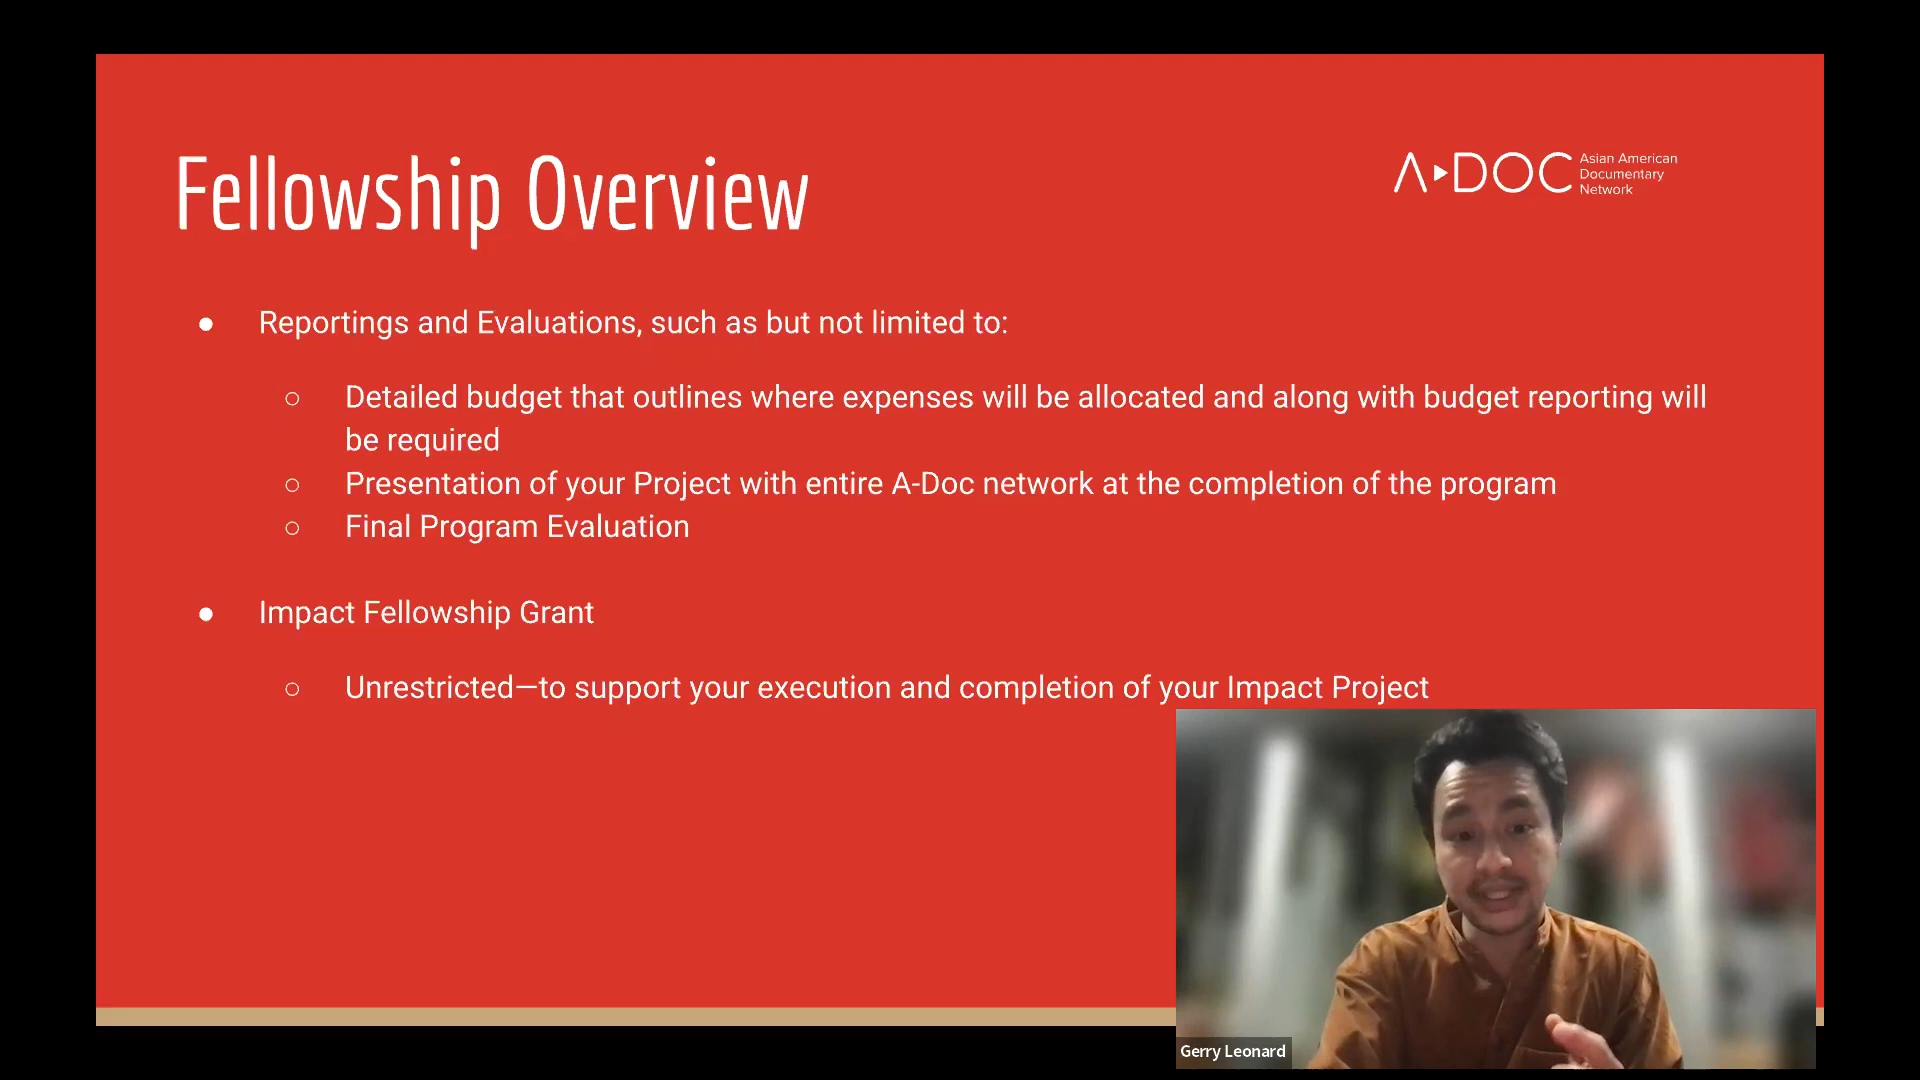 Fellowship Overview
A▸DOC
Asian American
Documentary
Network
● Reportings and Evaluations, such as but not limited to:
○ Detailed budget that outlines where expenses will be allocated and along with budget reporting will
be required
○ Presentation of your Project with entire A-Doc network at the completion of the program
○ Final Program Evaluation
● Impact Fellowship Grant
○ Unrestricted—to support your execution and completion of your Impact Project
Gerry Leonard